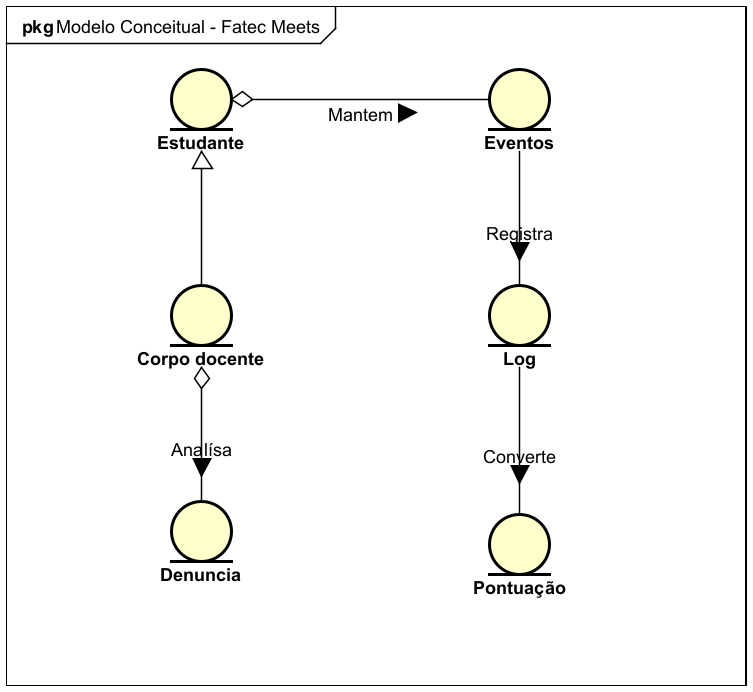 pkg Modelo Conceitual - Fatec Meets
Mantem
Estudante
Eventos
Registra
Corpo docente
Log
Analísa
Converte
Denuncia
Pontuação